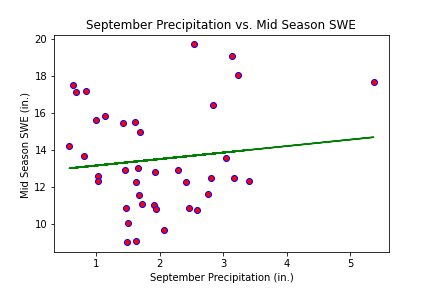 September Precipitation vs. Mid Season SWE
20
18
16
14
12
10
Mid Season SWE (in.)
1 2 3 4 5
September Precipitation (in.)